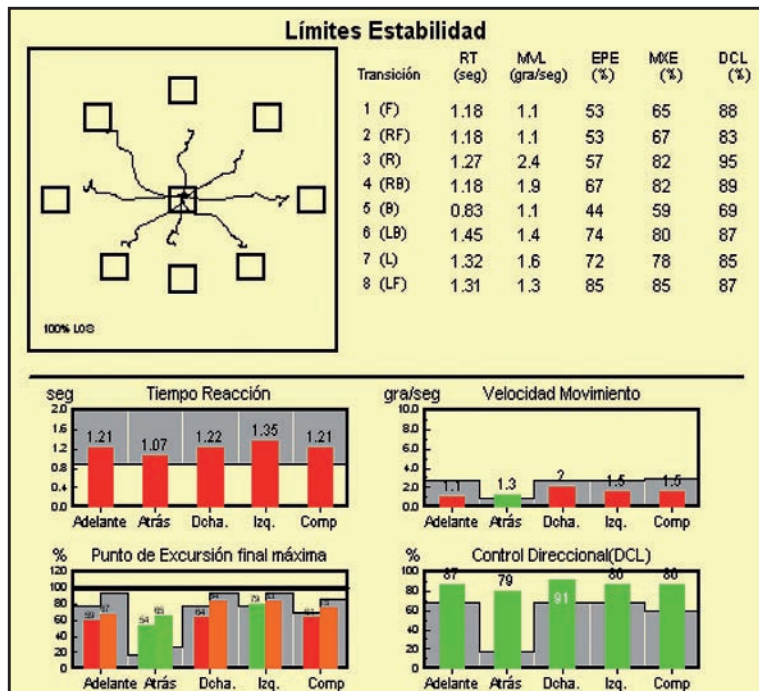 Límites Estabilidad
RT MVL EPE MXE DCL
Transición (seg) (gra/seg) (%) (%) (%)
1 (F) 1.18 1.1 53 65 88
2 (RF) 1.18 1.1 53 67 83
3 (R) 1.27 2.4 57 82 95
4 (RB) 1.18 1.9 67 82 89
5 (B) 0.83 1.1 44 59 69
6 (LB) 1.45 1.4 74 80 87
7 (L) 1.32 1.6 72 78 85
8 (LF) 1.31 1.3 85 85 87
100% LOS
seg Tiempo Reacción
2.0
1.6
1.2
0.8
0.4
0.0
1.21 1.07 1.22 1.35 1.21
Adelante Atrás Dcha. Izq. Comp
gra/seg Velocidad Movimiento
10.0
8.0
6.0
4.0
2.0
0.0
1.1 1.3 2 1.5 1.5
Adelante Atrás Dcha. Izq. Comp
% Punto de Excursión final máxima
120
100
80
60
40
20
0
59 67 54 65 64 79
Adelante Atrás Dcha. Izq. Comp
% Control Direccional(DCL)
100
80
60
40
20
0
87 79 91 80 80
Adelante Atrás Dcha. Izq. Comp